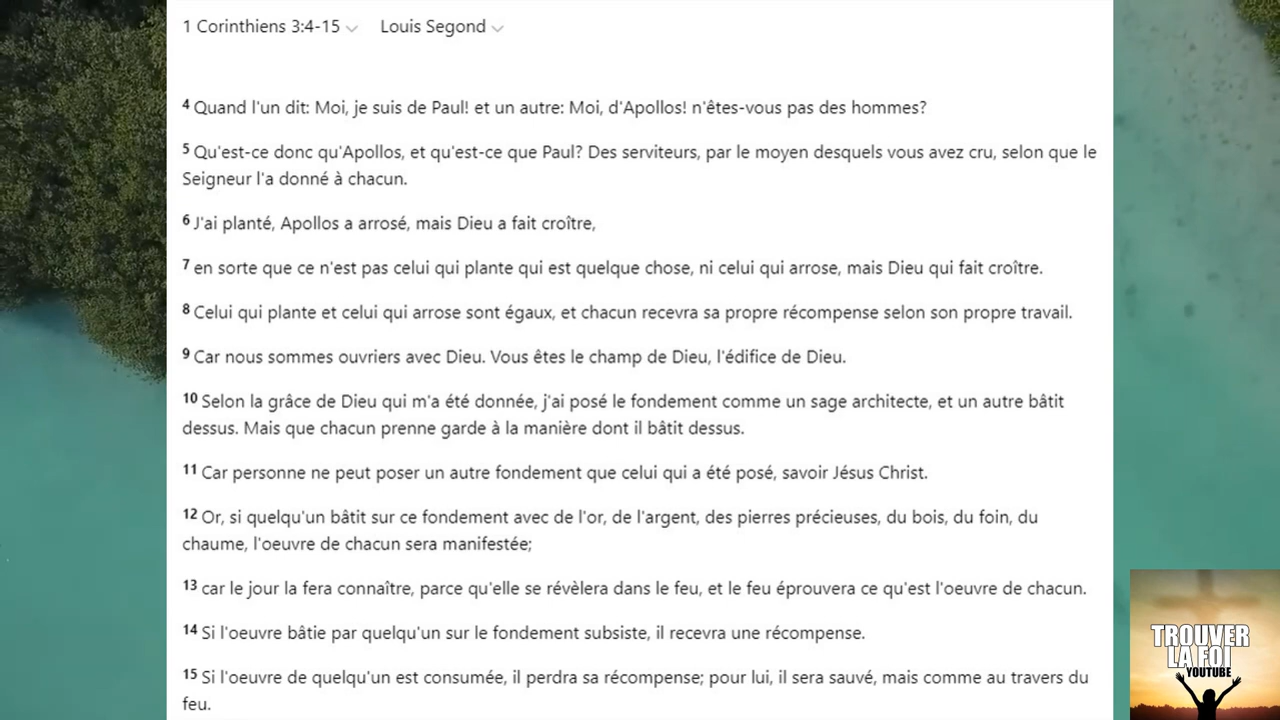 1 Corinthiens 3:4-15 Louis Segond
4 Quand l'un dit: Moi, je suis de Paul! et un autre: Moi, d'Apollos! n'êtes-vous pas des hommes?
5 Qu'est-ce donc qu'Apollos, et qu'est-ce que Paul? Des serviteurs, par le moyen desquels vous avez cru, selon que le
Seigneur l'a donné à chacun.
6 J'ai planté, Apollos a arrosé, mais Dieu a fait croître,
7 en sorte que ce n'est pas celui qui plante qui est quelque chose, ni celui qui arrose, mais Dieu qui fait croître.
8 Celui qui plante et celui qui arrose sont égaux, et chacun recevra sa propre récompense selon son propre travail.
9 Car nous sommes ouvriers avec Dieu. Vous êtes le champ de Dieu, l'édifice de Dieu.
10 Selon la grâce de Dieu qui m'a été donnée, j'ai posé le fondement comme un sage architecte, et un autre bâtit
dessus. Mais que chacun prenne garde à la manière dont il bâtit dessus.
11 Car personne ne peut poser un autre fondement que celui qui a été posé, savoir Jésus Christ.
12 Or, si quelqu'un bâtit sur ce fondement avec de l'or, de l'argent, des pierres précieuses, du bois, du foin, du
chaume, l'oeuvre de chacun sera manifestée;
13 car le jour la fera connaître, parce qu'elle se révèlera dans le feu, et le feu éprouvera ce qu'est l'oeuvre de chacun.
14 Si l'oeuvre bâtie par quelqu'un sur le fondement subsiste, il recevra une récompense.
15 Si l'oeuvre de quelqu'un est consumée, il perdra sa récompense; pour lui, il sera sauvé, mais comme au travers du
feu.
TROUVER
LA FOI
YOUTUBE